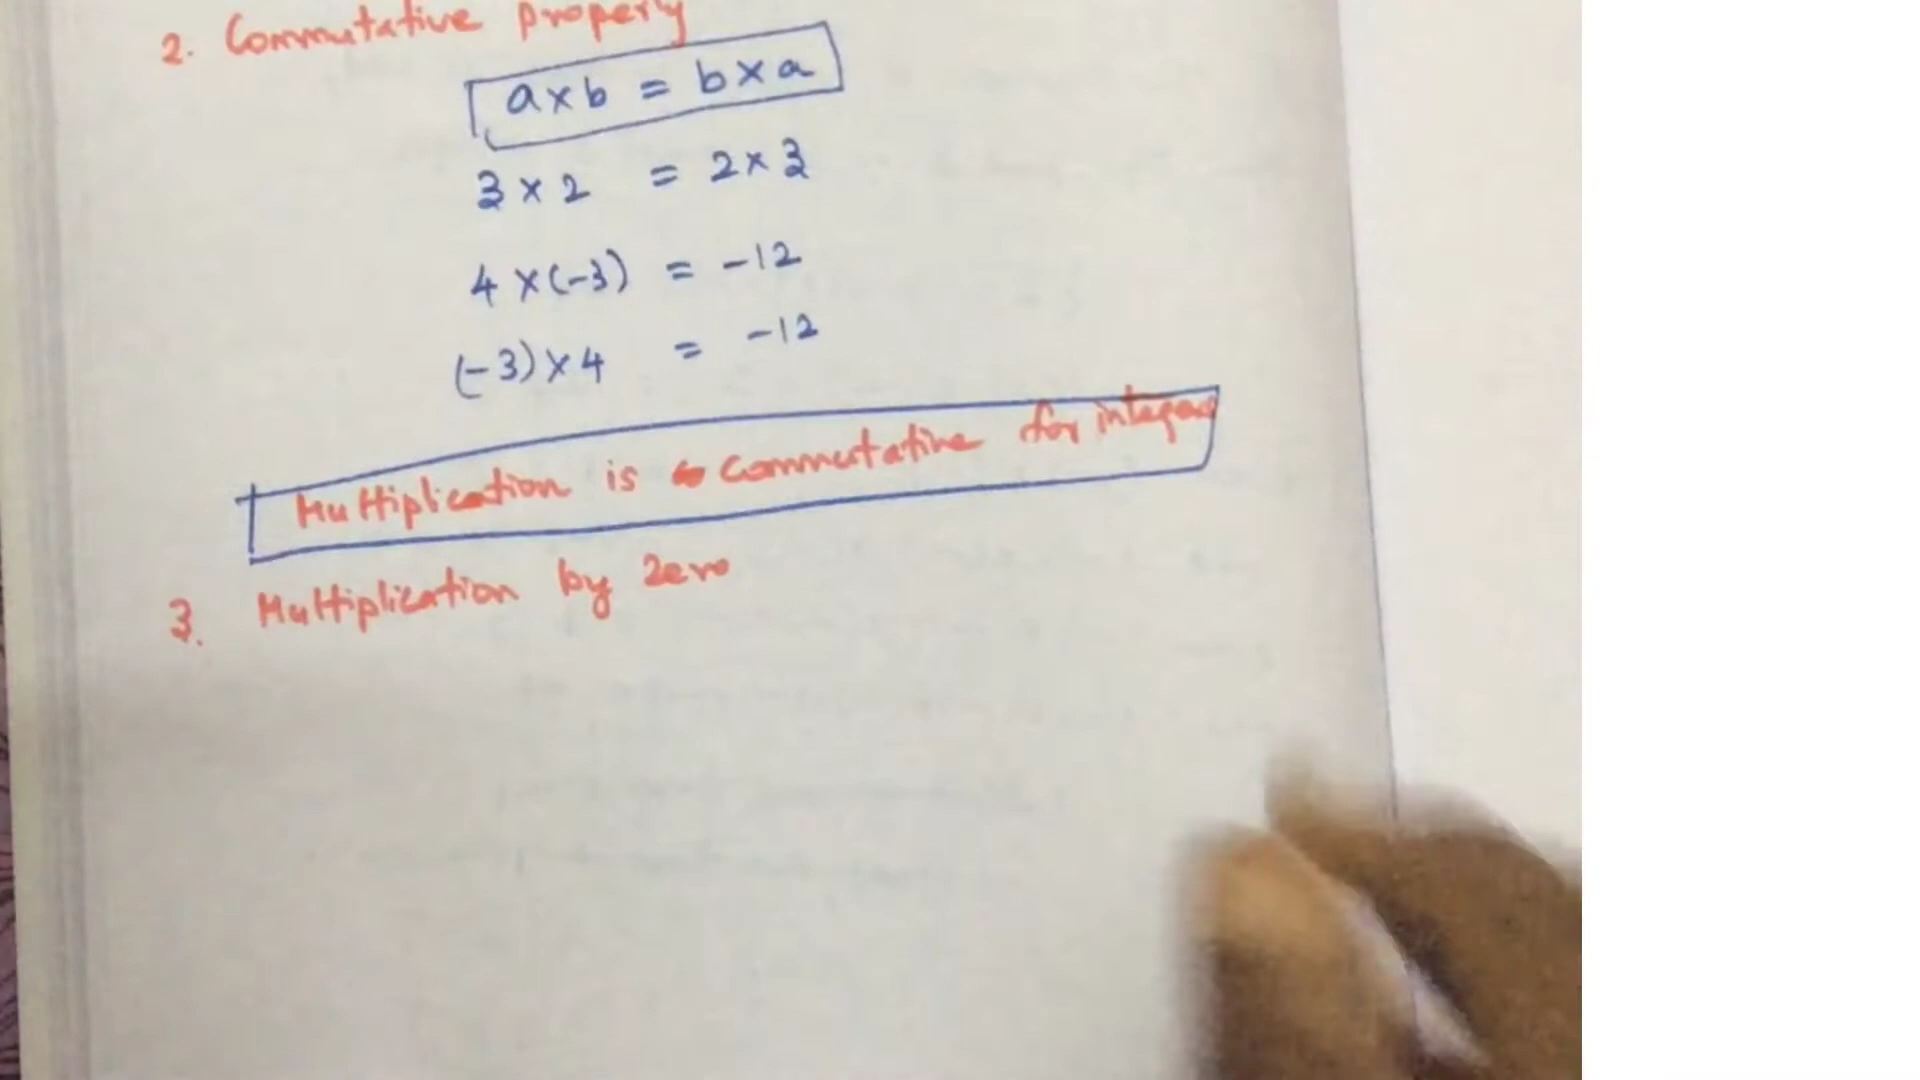 2. Commutative property
a×b = b×a
3 × 2 = 2 × 3
4 ×(-3) = -12
(-3)×4 = -12
Multiplication is commutative for integers
3. Multiplication by Zero